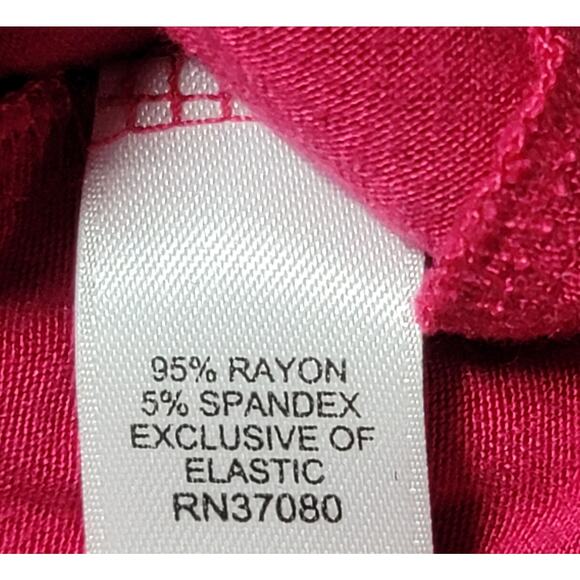 95% RAYON
5% SPANDEX
EXCLUSIVE OF
ELASTIC
RN37080